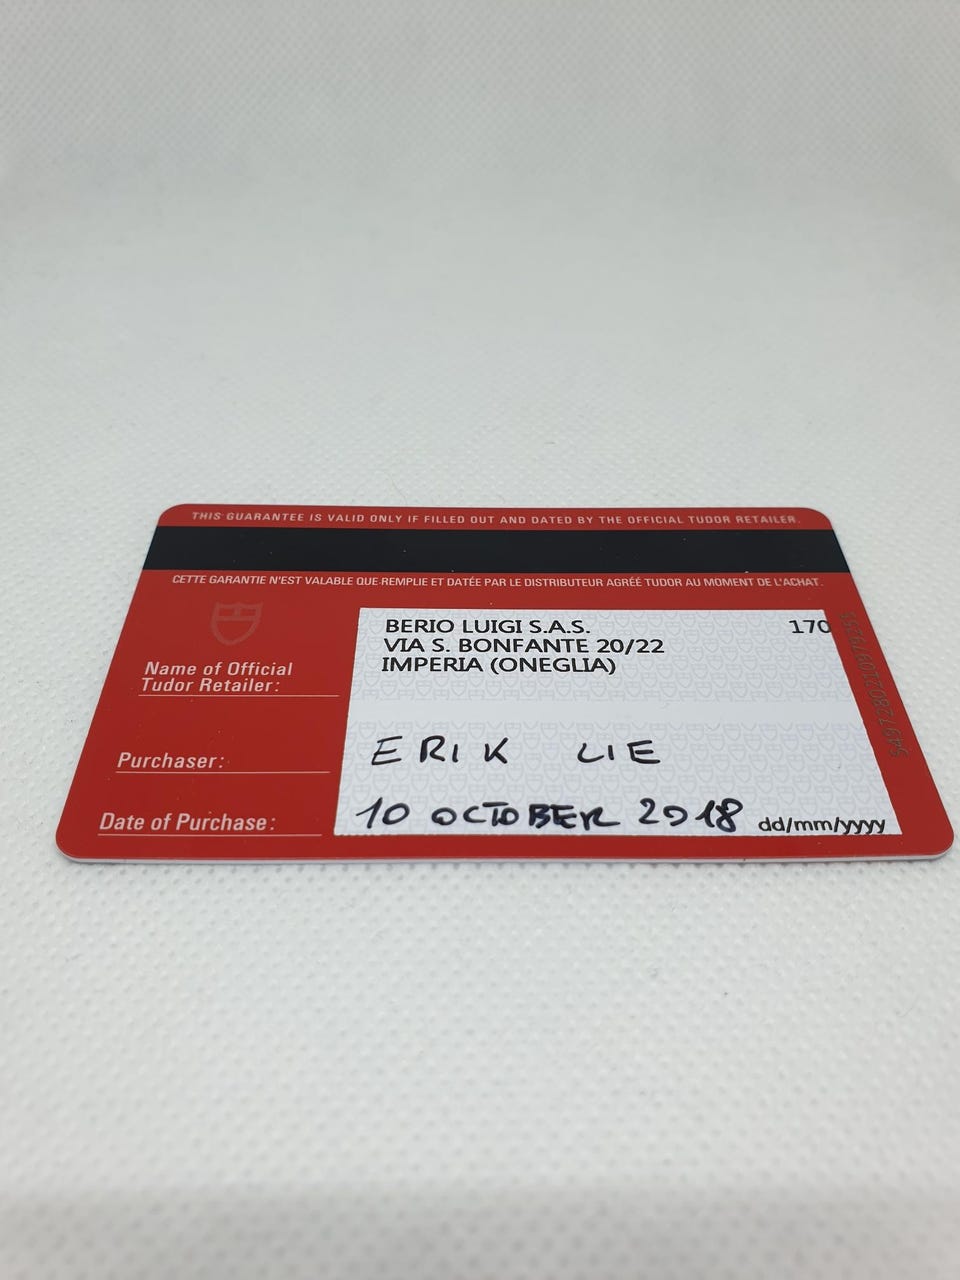 THIS GUARANTEE IS VALID ONLY IF FILLED OUT AND DATED BY THE OFFICIAL TUDOR RETAILER.
CETTE GARANTIE N'EST VALABLE QUE REMPLIE ET DATÉE PAR LE DISTRIBUTEUR AGRÉÉ TUDOR AU MOMENT DE L'ACHAT.
BERIO LUIGI S.A.S. 170
VIA S. BONFANTE 20/22
IMPERIA (ONEGLIA)
Name of Official
Tudor Retailer:
Purchaser: ERIK LIE
Date of Purchase: 10 OCTOBER 2018 dd/mm/yyyy